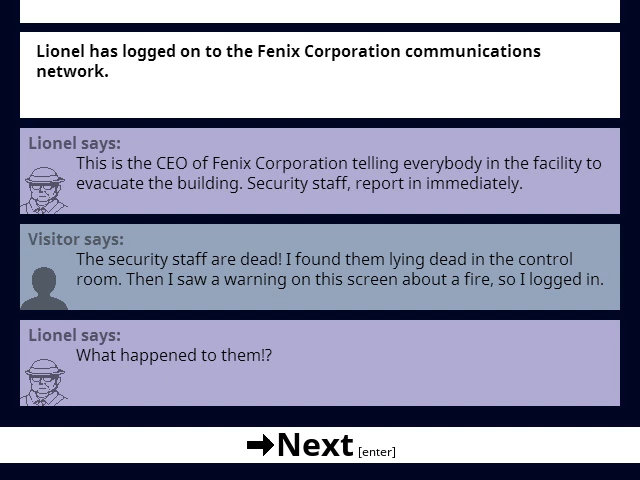 Lionel has logged on to the Fenix Corporation communications
network.
Lionel says:
This is the CEO of Fenix Corporation telling everybody in the facility to
evacuate the building. Security staff, report in immediately.
Visitor says:
The security staff are dead! I found them lying dead in the control
room. Then I saw a warning on this screen about a fire, so I logged in.
Lionel says:
What happened to them!?
➡Next [enter]